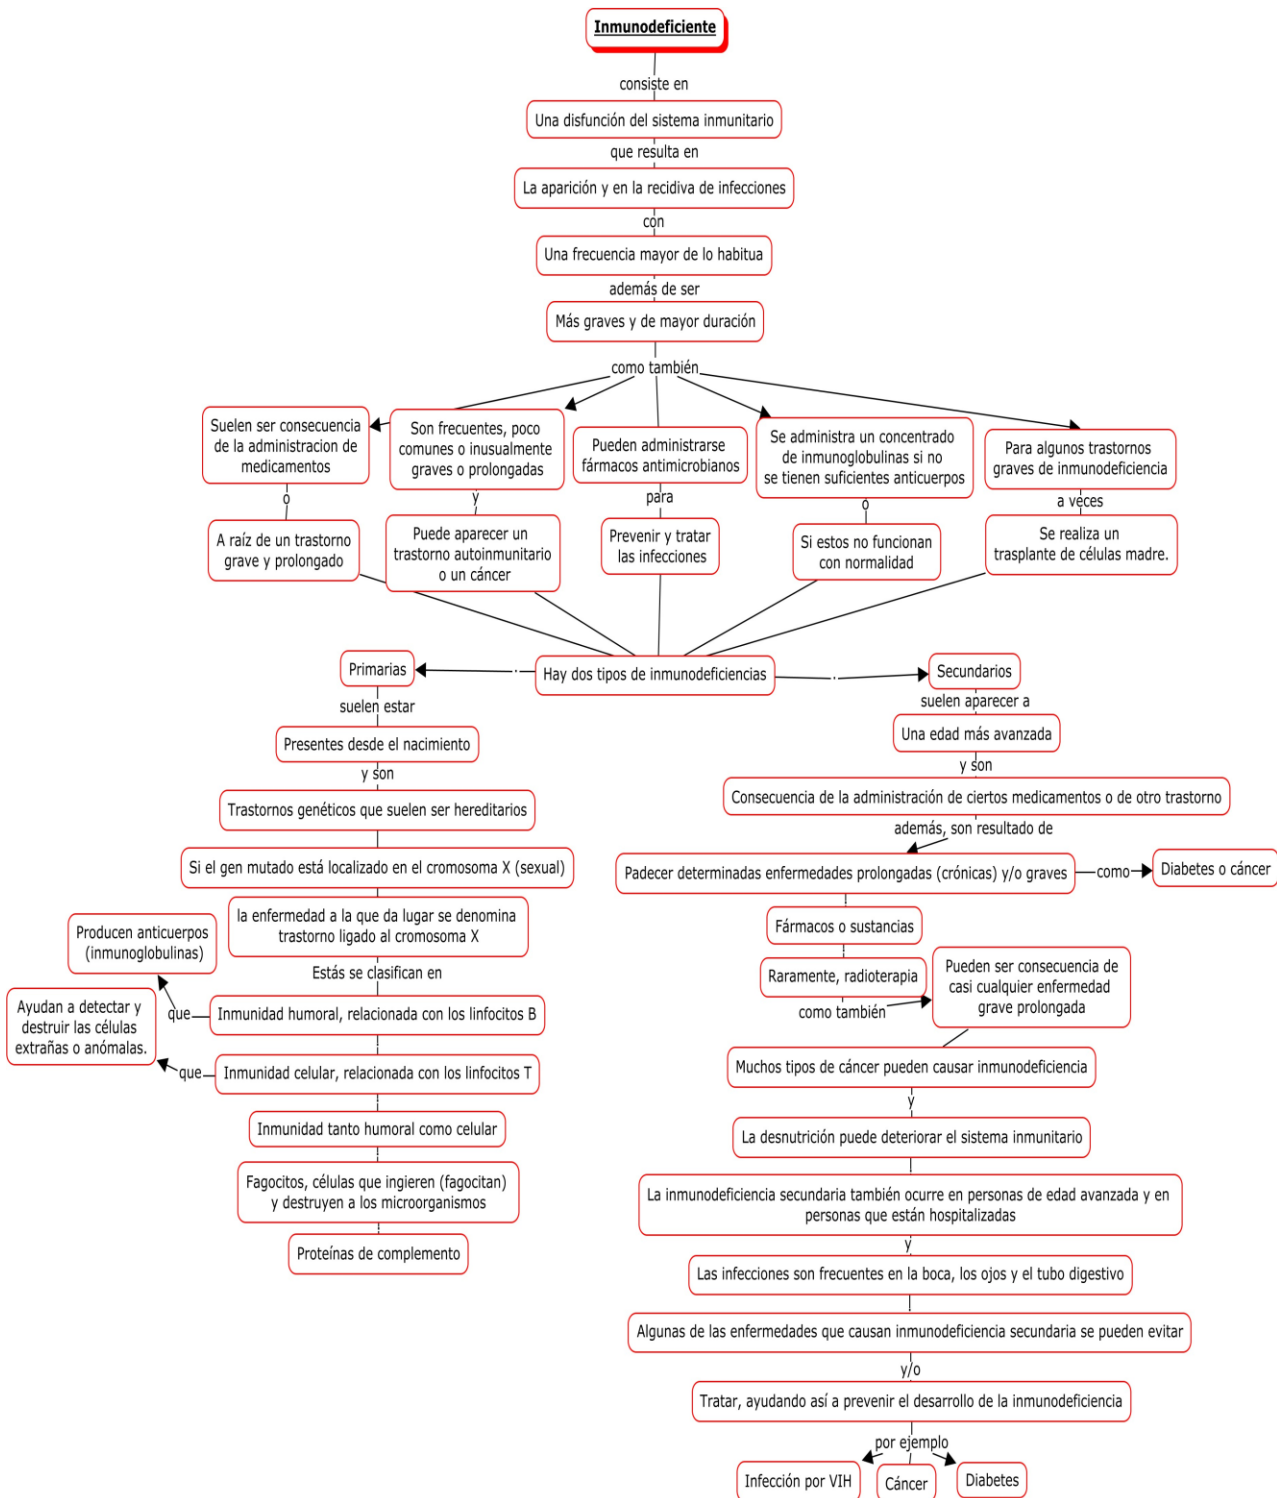 Inmunodeficiente
consiste en
Una disfunción del sistema inmunitario
que resulta en
La aparición y en la recidiva de infecciones
con
Una frecuencia mayor de lo habitua
además de ser
Más graves y de mayor duración
como también
Suelen ser consecuencia
de la administracion de
medicamentos
o
A raíz de un trastorno
grave y prolongado
Son frecuentes, poco
comunes o inusualmente
graves o prolongadas
y
Puede aparecer un
trastorno autoinmunitario
o un cáncer
Pueden administrarse
fármacos antimicrobianos
para
Prevenir y tratar
las infecciones
Se administra un concentrado
de inmunoglobulinas si no
se tienen suficientes anticuerpos
o
Si estos no funcionan
con normalidad
Para algunos trastornos
graves de inmunodeficiencia
a veces
Se realiza un
trasplante de células madre.
Hay dos tipos de inmunodeficiencias
Primarias
suelen estar
Presentes desde el nacimiento
y son
Trastornos genéticos que suelen ser hereditarios
Si el gen mutado está localizado en el cromosoma X (sexual)
la enfermedad a la que da lugar se denomina
trastorno ligado al cromosoma X
Estás se clasifican en
Inmunidad humoral, relacionada con los linfocitos B
que
Producen anticuerpos
(inmunoglobulinas)
Inmunidad celular, relacionada con los linfocitos T
que
Ayudan a detectar y
destruir las células
extrañas o anómalas.
Inmunidad tanto humoral como celular
Fagocitos, células que ingieren (fagocitan)
y destruyen a los microorganismos
Proteínas de complemento
Secundarios
suelen aparecer a
Una edad más avanzada
y son
Consecuencia de la administración de ciertos medicamentos o de otro trastorno
además, son resultado de
Padecer determinadas enfermedades prolongadas (crónicas) y/o graves
como
Diabetes o cáncer
Fármacos o sustancias
Raramente, radioterapia
como también
Pueden ser consecuencia de
casi cualquier enfermedad
grave prolongada
Muchos tipos de cáncer pueden causar inmunodeficiencia
y
La desnutrición puede deteriorar el sistema inmunitario
La inmunodeficiencia secundaria también ocurre en personas de edad avanzada y en
personas que están hospitalizadas
y
Las infecciones son frecuentes en la boca, los ojos y el tubo digestivo
Algunas de las enfermedades que causan inmunodeficiencia secundaria se pueden evitar
y/o
Tratar, ayudando así a prevenir el desarrollo de la inmunodeficiencia
por ejemplo
Infección por VIH
Cáncer
Diabetes